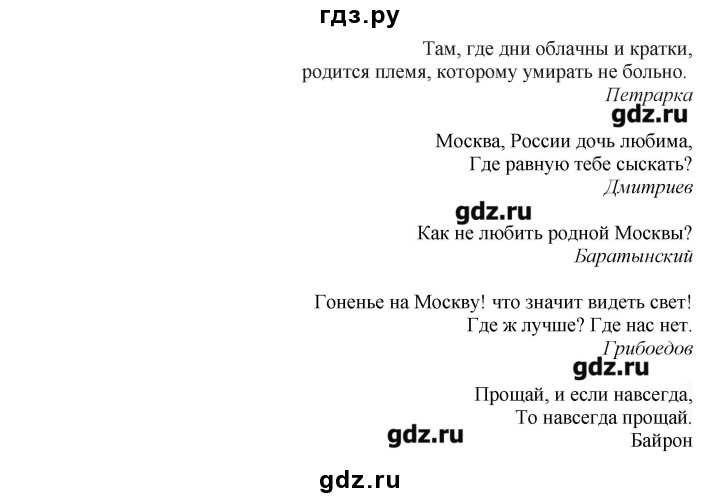 гдз.ру
Там, где дни облачны и кратки,
родится племя, которому умирать не больно.
Петрарка
gdz.ru
Москва, России дочь любима,
Где равную тебе сыскать?
Дмитриев
gdz.ru
Как не любить родной Москвы?
Баратынский
Гоненье на Москву! что значит видеть свет!
Где ж лучше? Где нас нет.
Грибоедов
gdz.ru
Прощай, и если навсегда,
То навсегда прощай.
gdz.ru
Байрон
gdz.ru